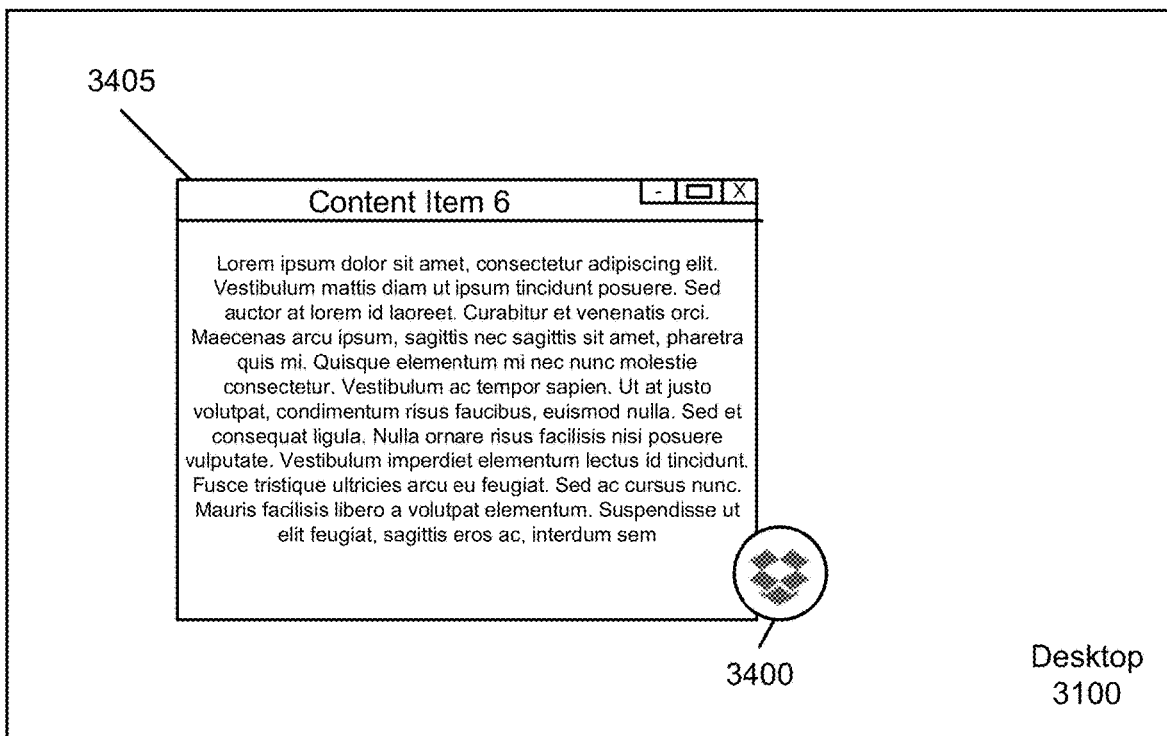 3405
Content Item 6
- X
Lorem ipsum dolor sit amet, consectetur adipiscing elit.
Vestibulum mattis diam ut ipsum tincidunt posuere. Sed
auctor at lorem id laoreet. Curabitur et venenatis orci.
Maecenas arcu ipsum, sagittis nec sagittis sit amet, pharetra
quis mi. Quisque elementum mi nec nunc molestie
consectetur. Vestibulum ac tempor sapien. Ut at justo
volutpat, condimentum risus faucibus, euismod nulla. Sed et
consequat ligula. Nulla ornare risus facilisis nisi posuere
vulputate. Vestibulum imperdiet elementum lectus id tincidunt.
Fusce tristique ultricies arcu eu feugiat. Sed ac cursus nunc.
Mauris facilisis libero a volutpat elementum. Suspendisse ut
elit feugiat, sagittis eros ac, interdum sem
3400
Desktop
3100